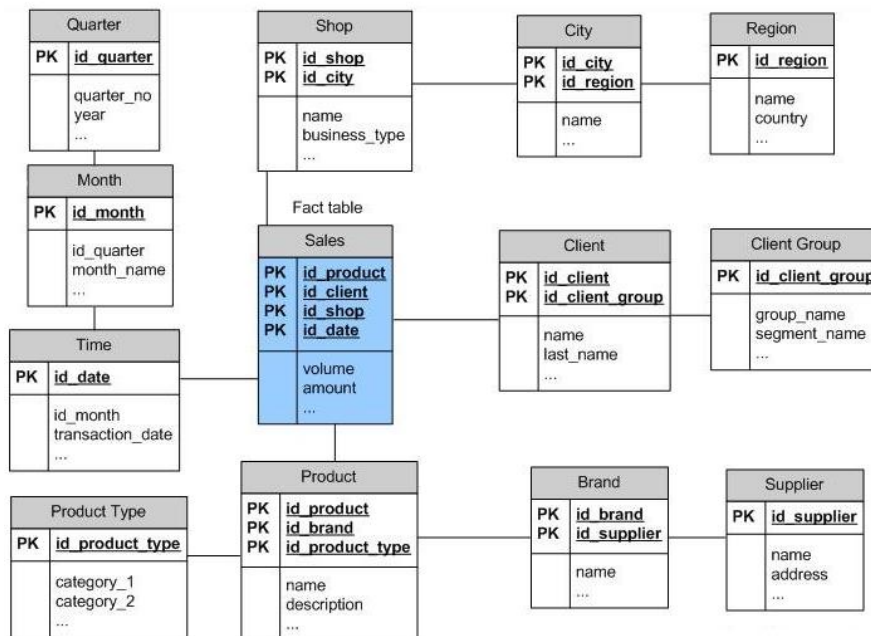 Quarter
PK id_quarter
quarter_no
year
...
Shop
PK id_shop
PK id_city
name
business_type
...
City
PK id_city
PK id_region
name
...
Region
PK id_region
name
country
...
Month
PK id_month
id_quarter
month_name
...
Fact table
Sales
PK id_product
PK id_client
PK id_shop
PK id_date
volume
amount
...
Client
PK id_client
PK id_client_group
name
last_name
...
Client Group
PK id_client_group
group_name
segment_name
...
Time
PK id_date
id_month
transaction_date
...
Product Type
PK id_product_type
category_1
category_2
...
Product
PK id_product
PK id_brand
PK id_product_type
name
description
...
Brand
PK id_brand
PK id_supplier
name
...
Supplier
PK id_supplier
name
address
...